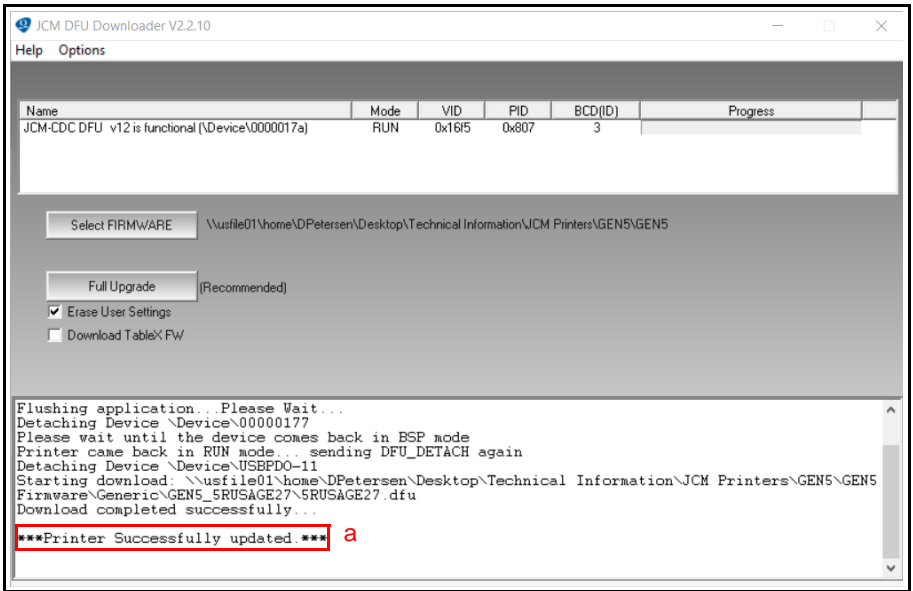 JCM DFU Downloader V2.2.10
Help Options
Name Mode VID PID BCD(ID) Progress
JCM-CDC DFU v12 is functional (\Device\0000017a) RUN 0x16f5 0x807 3
Select FIRMWARE \\usfile01\home\DPetersen\Desktop\Technical Information\JCM Printers\GEN5\GEN5
Full Upgrade (Recommended)
Erase User Settings
Download TableX FW
Flushing application...Please Wait...
Detaching Device \Device\00000177
Please wait until the device comes back in BSP mode
Printer came back in RUN mode... sending DFU_DETACH again
Detaching Device \Device\USBPDO-11
Starting download: \\usfile01\home\DPetersen\Desktop\Technical Information\JCM Printers\GEN5\GEN5
Firmware\Generic\GEN5_5RUSAGE27\5RUSAGE27.dfu
Download completed successfully...
***Printer Successfully updated.*** a